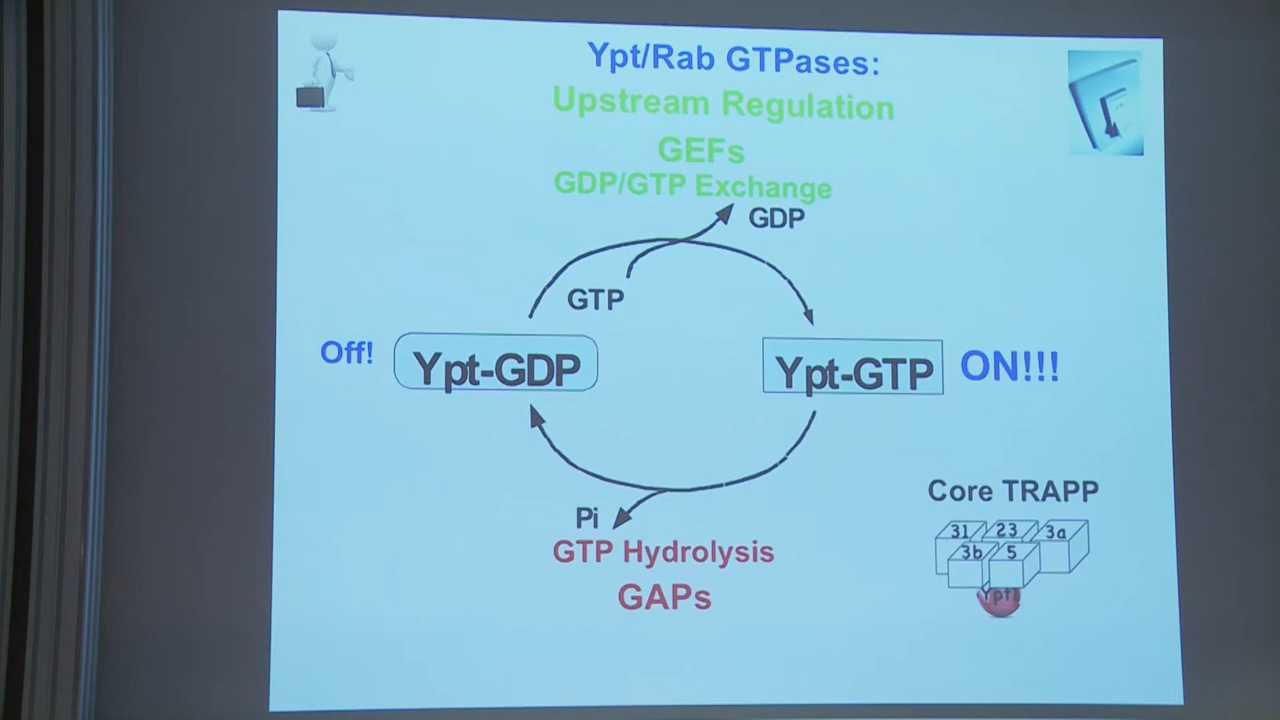 Ypt/Rab GTPases:
Upstream Regulation
GEFs
GDP/GTP Exchange
GDP
GTP
Off!
Ypt-GDP
Ypt-GTP
ON!!!
Pi
GTP Hydrolysis
GAPs
Core TRAPP
31 23 3a
3b 5
Ypt1